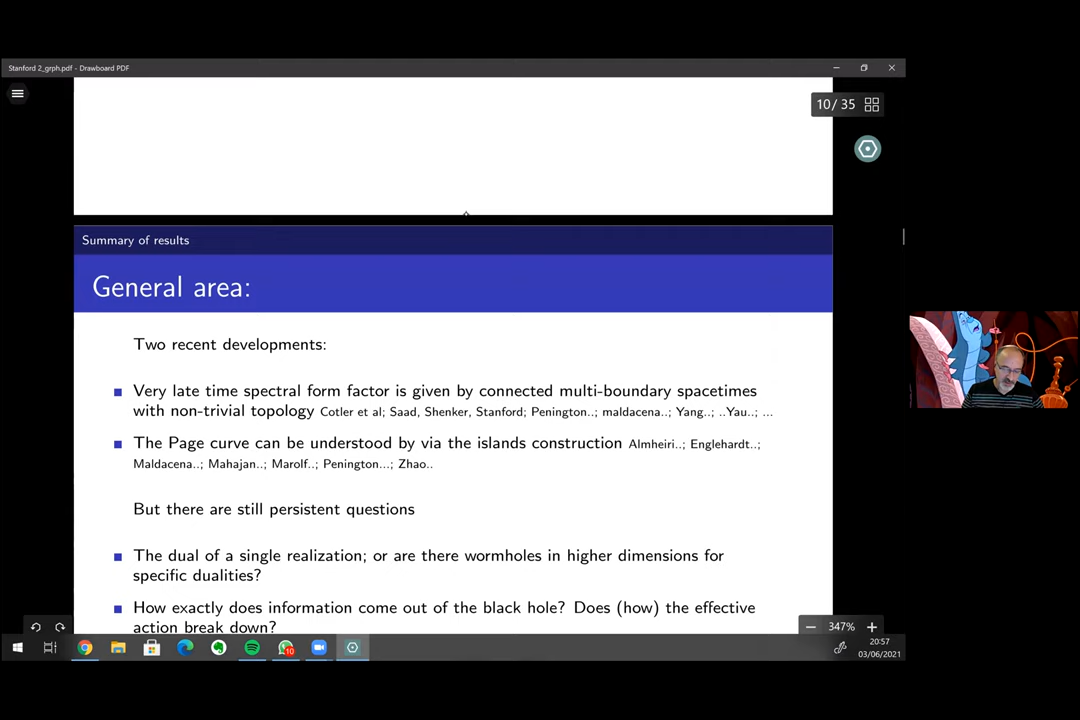 Stanford 2_grph.pdf - Drawboard PDF
10 / 35
Summary of results
General area:
Two recent developments:
Very late time spectral form factor is given by connected multi-boundary spacetimes
with non-trivial topology Cotler et al; Saad, Shenker, Stanford; Penington..; maldacena..; Yang..; ..Yau..; ...
The Page curve can be understood by via the islands construction Almheiri..; Englehardt..;
Maldacena..; Mahajan..; Marolf..; Penington...; Zhao..
But there are still persistent questions
The dual of a single realization; or are there wormholes in higher dimensions for
specific dualities?
How exactly does information come out of the black hole? Does (how) the effective
action break down?
347%
10
20:57
03/06/2021